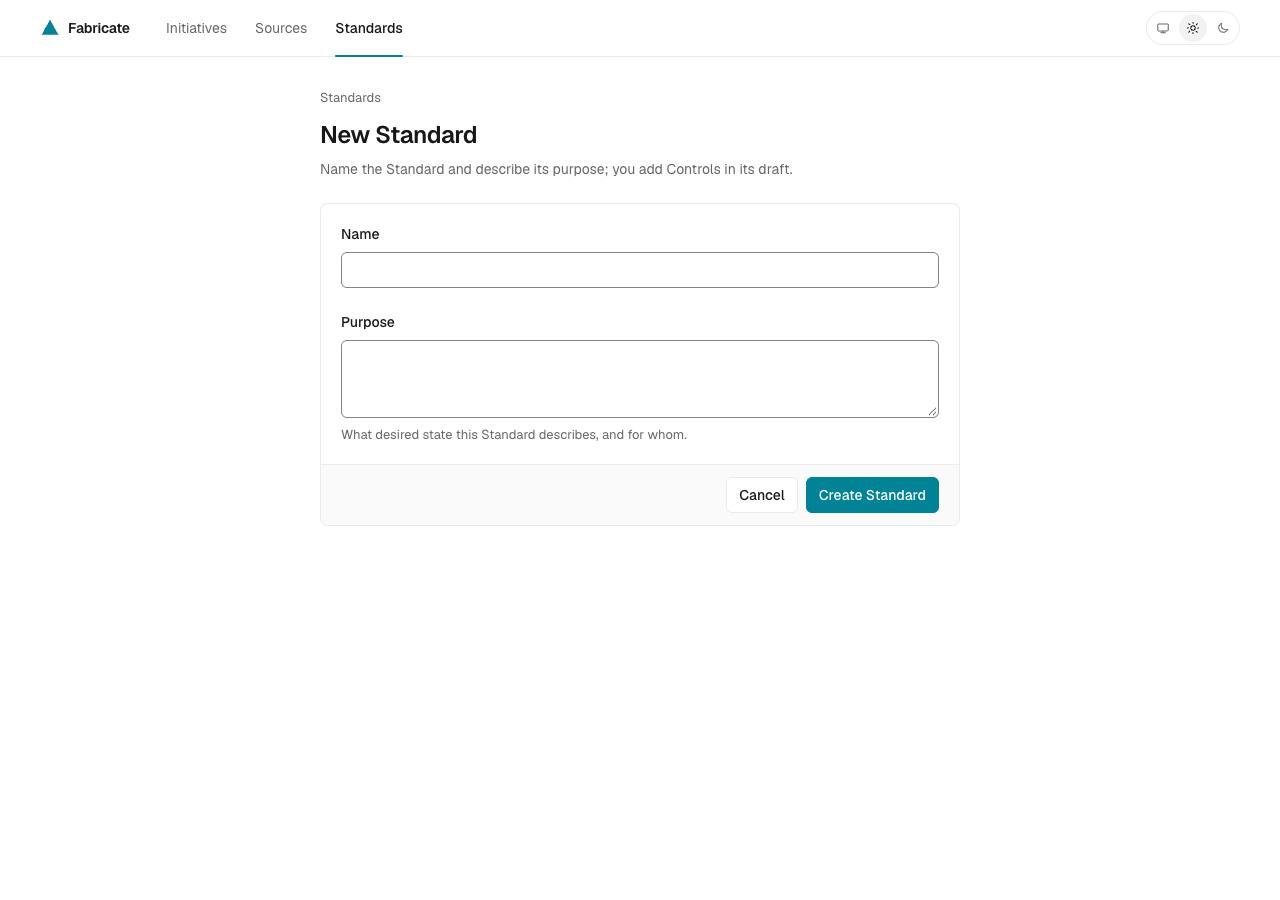 Fabricate
Initiatives
Sources
Standards
Standards
New Standard
Name the Standard and describe its purpose; you add Controls in its draft.
Name
Purpose
What desired state this Standard describes, and for whom.
Cancel
Create Standard